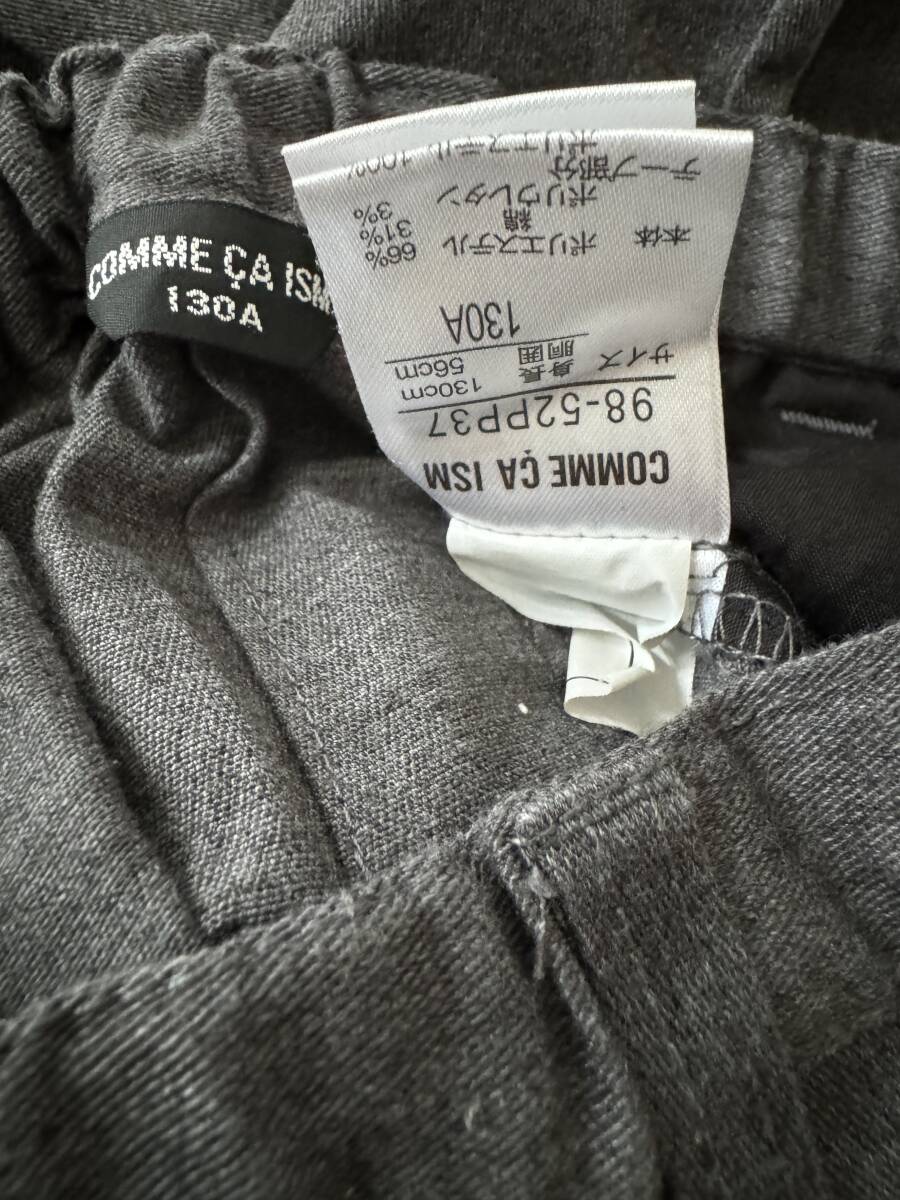 COMME ÇA ISM
130A
COMME ÇA ISM
98-52PP37
サイズ 身長 130cm
胴囲 56cm
130A
本体 ポリエステル 66%
綿 31%
ポリウレタン 3%
テープ部分
ポリエステル 100%